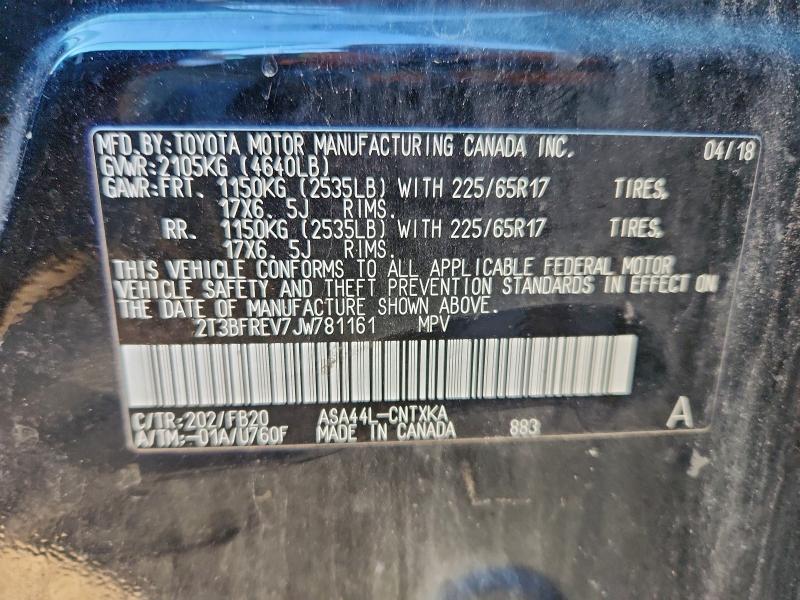 MFD.BY:TOYOTA MOTOR MANUFACTURING CANADA INC. 04/18
GVWR:2105KG (4640LB)
GAWR:FRT. 1150KG (2535LB) WITH 225/65R17 TIRES,
17X6. 5J RIMS.
RR. 1150KG (2535LB) WITH 225/65R17 TIRES,
17X6. 5J RIMS.
THIS VEHICLE CONFORMS TO ALL APPLICABLE FEDERAL MOTOR
VEHICLE SAFETY AND THEFT PREVENTION STANDARDS IN EFFECT ON
THE DATE OF MANUFACTURE SHOWN ABOVE.
2T3BFREV7JW781161 MPV
C/TR:202/FB20 ASA44L-CNTXKA A
A/TM:-01A/U760F MADE IN CANADA 883